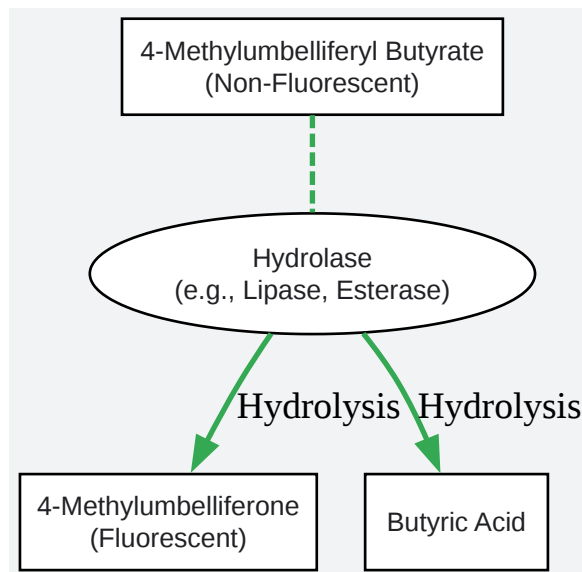 4-Methylumbelliferyl Butyrate
(Non-Fluorescent)
Hydrolase
(e.g., Lipase, Esterase)
Hydrolysis
Hydrolysis
4-Methylumbelliferone
(Fluorescent)
Butyric Acid